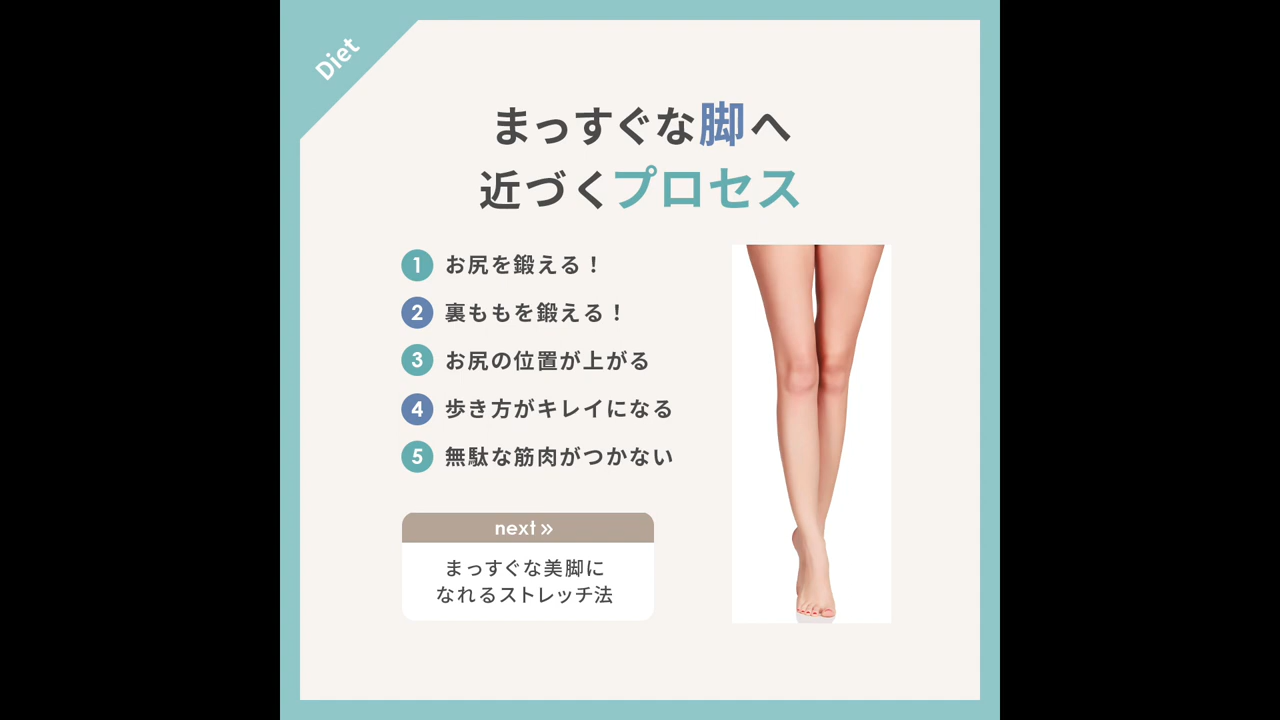 Diet
まっすぐな脚へ
近づくプロセス
1 お尻を鍛える！
2 裏ももを鍛える！
3 お尻の位置が上がる
4 歩き方がキレイになる
5 無駄な筋肉がつかない
next »
まっすぐな美脚に
なれるストレッチ法